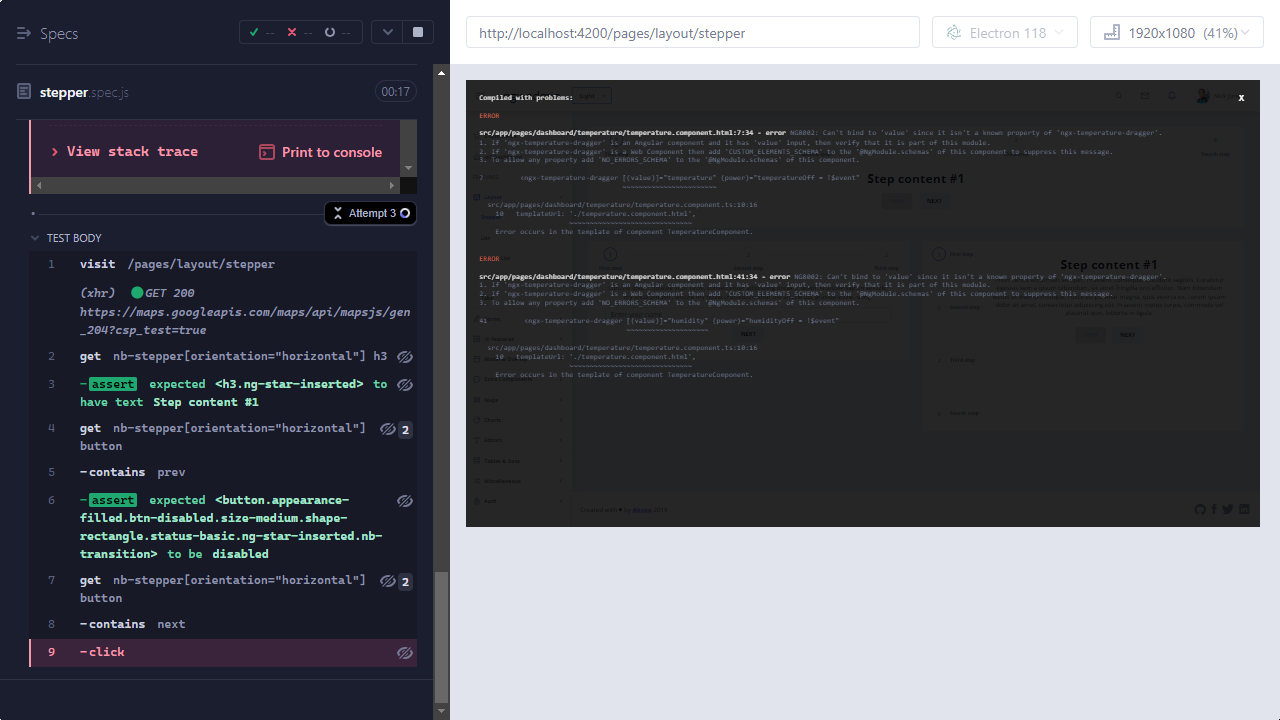 Specs
--
--
--
http://localhost:4200/pages/layout/stepper
Electron 118
1920x1080 (41%)
stepper.spec.js
00:17
View stack trace
Print to console
Attempt 3
TEST BODY
1 visit /pages/layout/stepper
(xhr) GET 200
https://maps.googleapis.com/maps/api/mapsjs/gen
_204?csp_test=true
2 get nb-stepper[orientation="horizontal"] h3
3 -assert expected <h3.ng-star-inserted> to
have text Step content #1
4 get nb-stepper[orientation="horizontal"] 2
button
5 -contains prev
6 -assert expected <button.appearance-
filled.btn-disabled.size-medium.shape-
rectangle.status-basic.ng-star-inserted.nb-
transition> to be disabled
7 get nb-stepper[orientation="horizontal"] 2
button
8 -contains next
9 -click
Compiled with problems:
X
ERROR
src/app/pages/dashboard/temperature/temperature.component.html:7:34 - error NG8002: Can't bind to 'value' since it isn't a known property of 'ngx-temperature-dragger'.
1. If 'ngx-temperature-dragger' is an Angular component and it has 'value' input, then verify that it is part of this module.
2. If 'ngx-temperature-dragger' is a Web Component then add 'CUSTOM_ELEMENTS_SCHEMA' to the '@NgModule.schemas' of this component to suppress this message.
3. To allow any property add 'NO_ERRORS_SCHEMA' to the '@NgModule.schemas' of this component.
7 <ngx-temperature-dragger [(value)]="temperature" (power)="temperatureOff = !$event"
~~~~~~~~~~~~~~~~~~~~~~~
src/app/pages/dashboard/temperature/temperature.component.ts:10:16
10 templateUrl: './temperature.component.html',
~~~~~~~~~~~~~~~~~~~~~~~~~~~~~~
Error occurs in the template of component TemperatureComponent.
ERROR
src/app/pages/dashboard/temperature/temperature.component.html:41:34 - error NG8002: Can't bind to 'value' since it isn't a known property of 'ngx-temperature-dragger'.
1. If 'ngx-temperature-dragger' is an Angular component and it has 'value' input, then verify that it is part of this module.
2. If 'ngx-temperature-dragger' is a Web Component then add 'CUSTOM_ELEMENTS_SCHEMA' to the '@NgModule.schemas' of this component to suppress this message.
3. To allow any property add 'NO_ERRORS_SCHEMA' to the '@NgModule.schemas' of this component.
41 <ngx-temperature-dragger [(value)]="humidity" (power)="humidityOff = !$event"
~~~~~~~~~~~~~~~~~~~~
src/app/pages/dashboard/temperature/temperature.component.ts:10:16
10 templateUrl: './temperature.component.html',
~~~~~~~~~~~~~~~~~~~~~~~~~~~~~~
Error occurs in the template of component TemperatureComponent.
Step content #1
NEXT
Step content #1
NEXT
NEXT
Created with ♥ by Akveo 2019